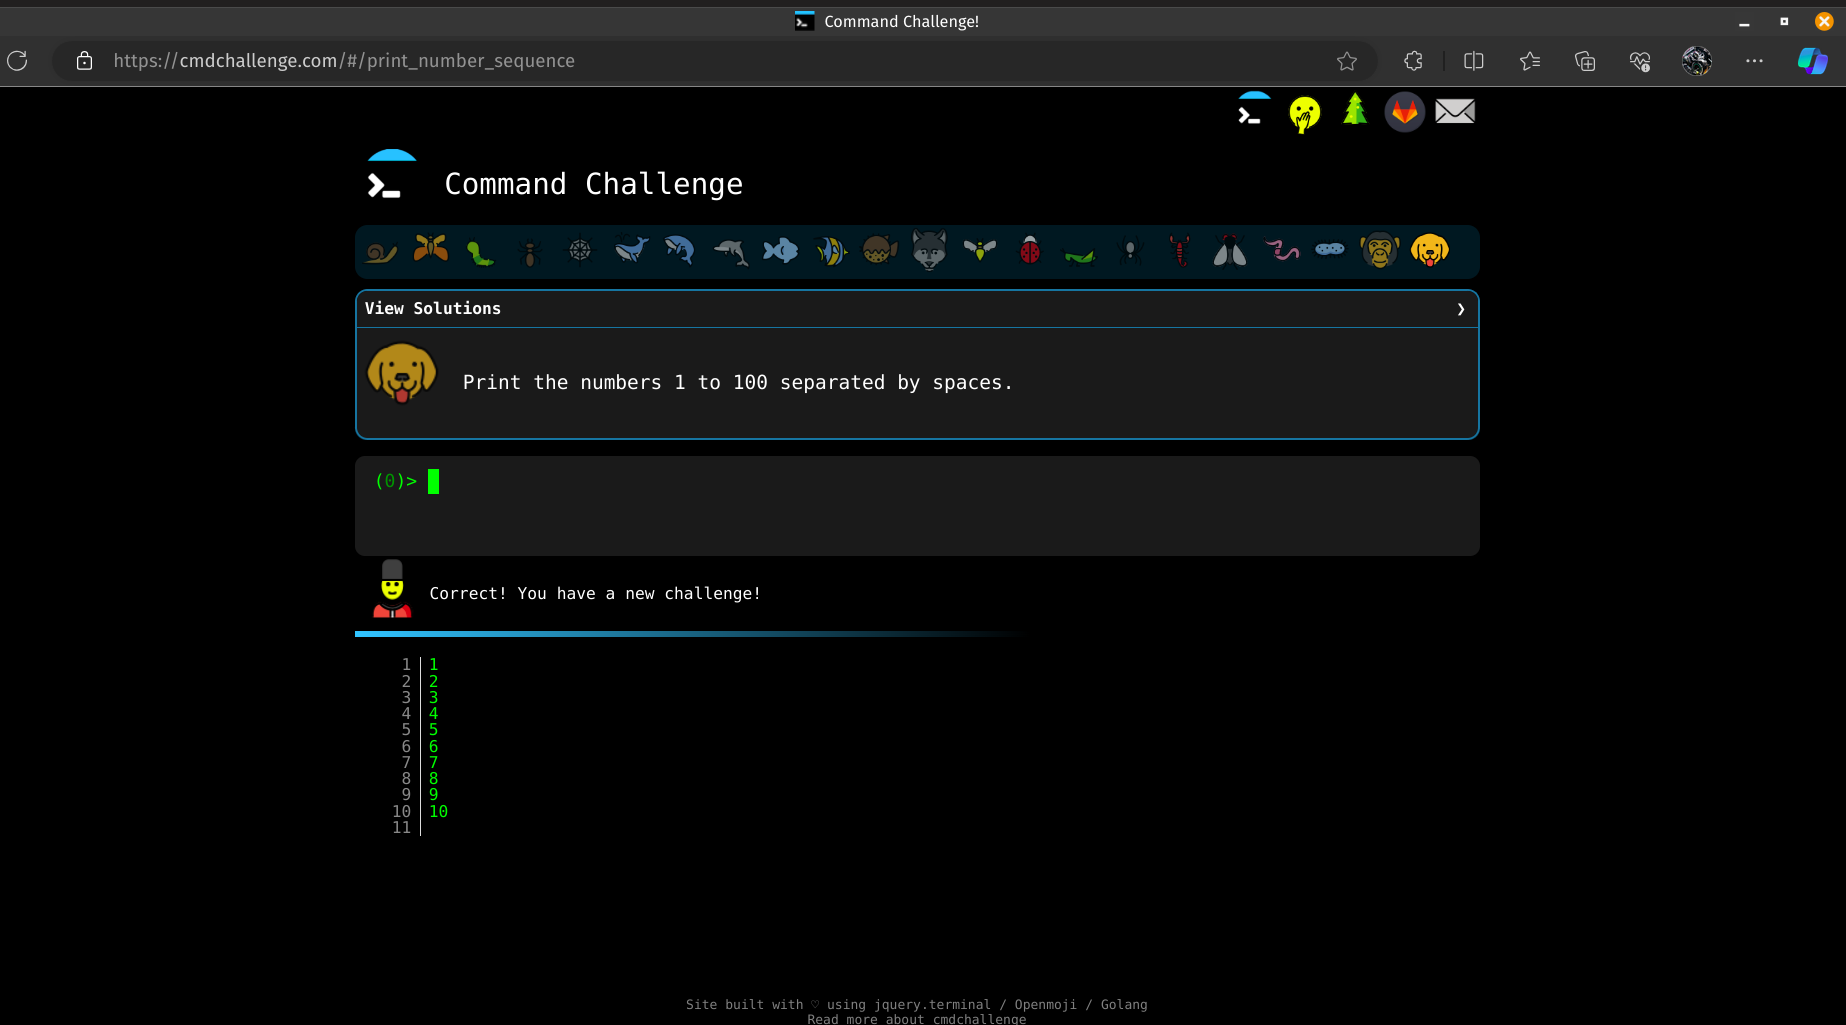 Command Challenge!
https://cmdchallenge.com/#/print_number_sequence
Command Challenge
View Solutions
Print the numbers 1 to 100 separated by spaces.
(0)>
Correct! You have a new challenge!
1 1
2 2
3 3
4 4
5 5
6 6
7 7
8 8
9 9
10 10
11
Site built with ♡ using jquery.terminal / Openmoji / Golang
Read more about cmdchallenge